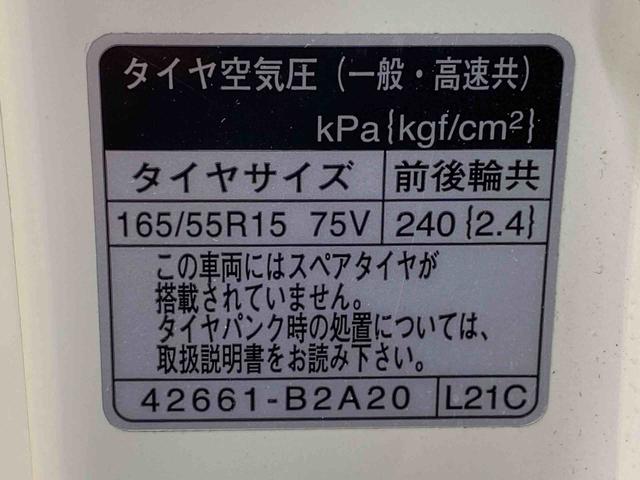 タイヤ空気圧（一般・高速共）
kPa{kgf/cm²}
タイヤサイズ 前後輪共
165/55R15 75V 240{2.4}
この車両にはスペアタイヤが
搭載されていません。
タイヤパンク時の処置については、
取扱説明書をお読み下さい。
42661-B2A20 L21C